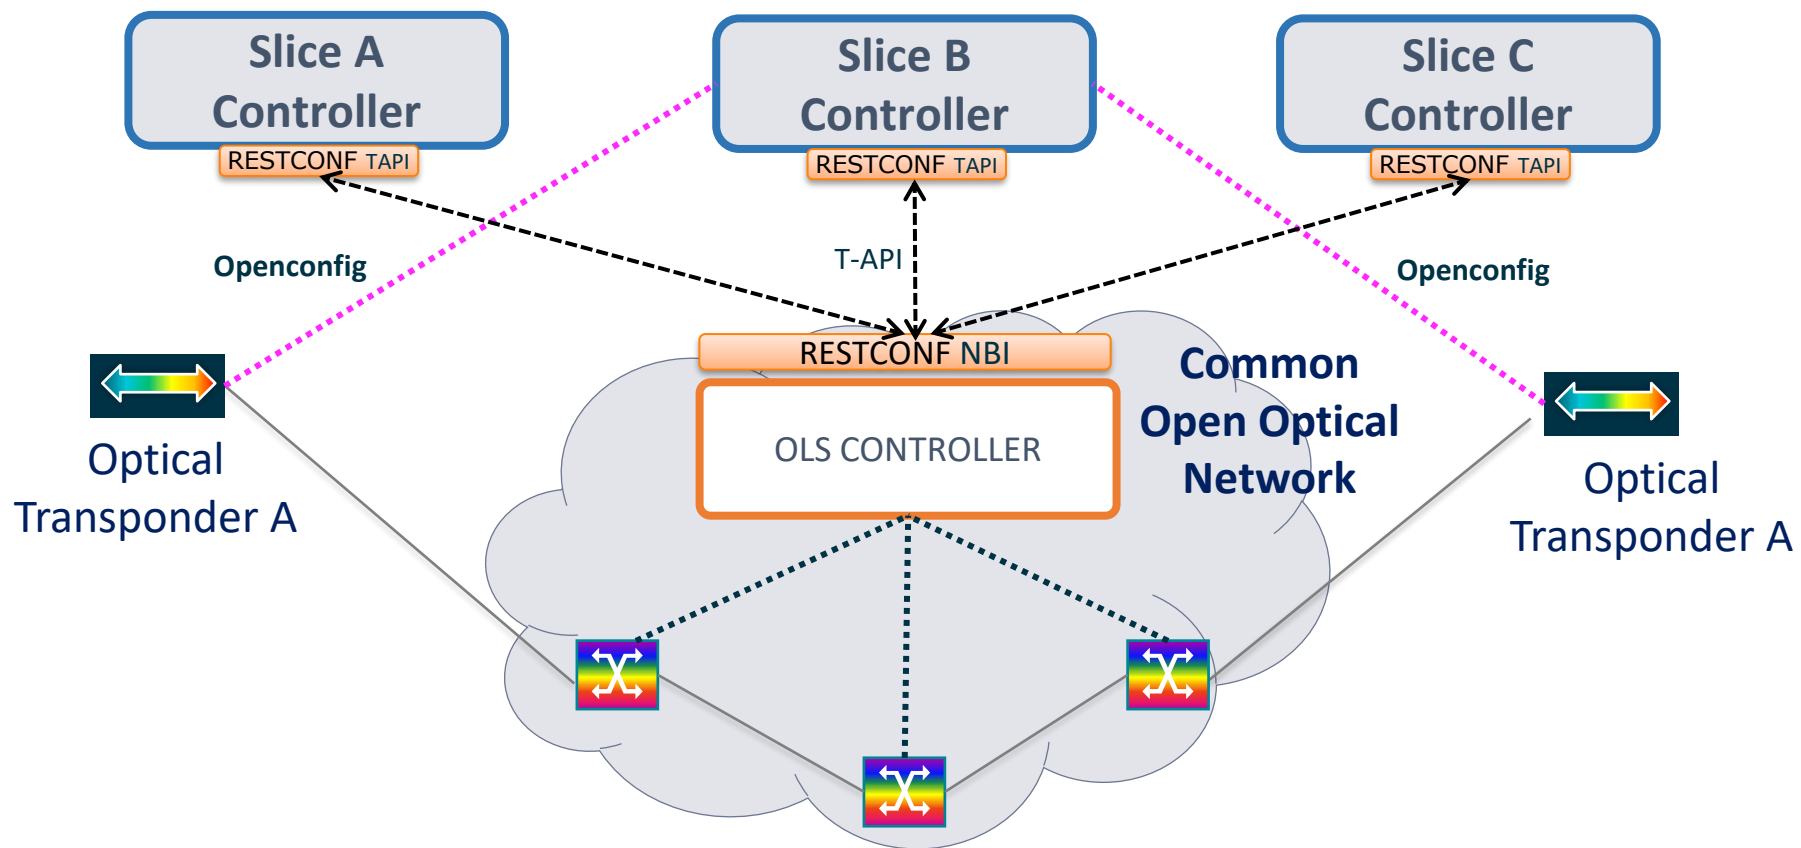 Slice A
Controller
RESTCONF TAPI
Slice B
Controller
RESTCONF TAPI
Slice C
Controller
RESTCONF TAPI
Openconfig
T-API
Openconfig
RESTCONF NBI
OLS CONTROLLER
Common
Open Optical
Network
Optical
Transponder A
Optical
Transponder A